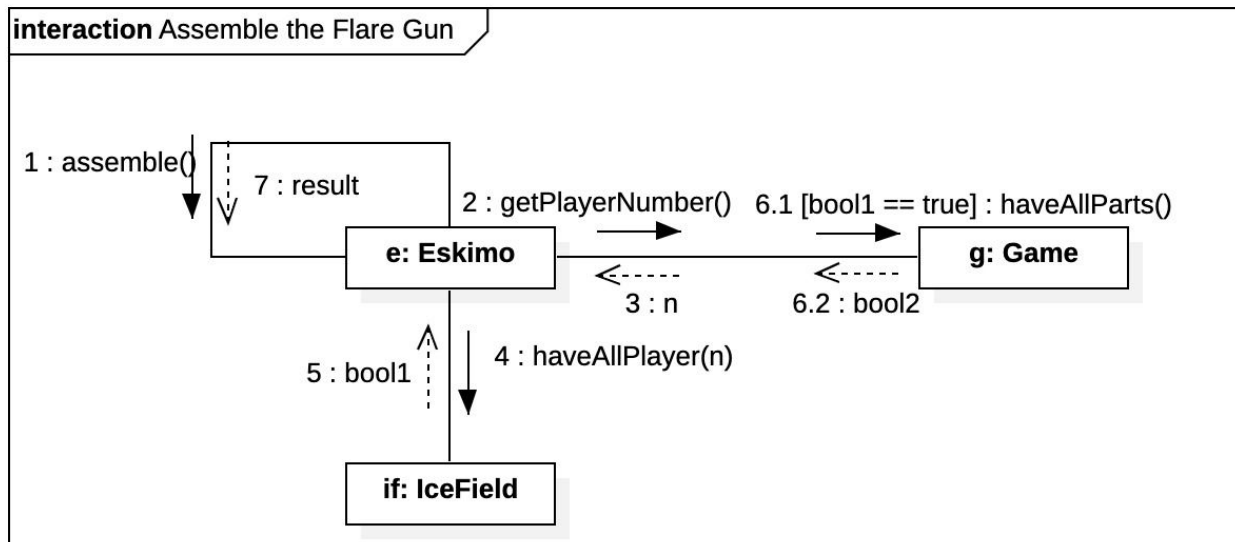 interaction Assemble the Flare Gun
1 : assemble()
7 : result
2 : getPlayerNumber()
6.1 [bool1 == true] : haveAllParts()
e: Eskimo
g: Game
3 : n
6.2 : bool2
5 : bool1
4 : haveAllPlayer(n)
if: IceField